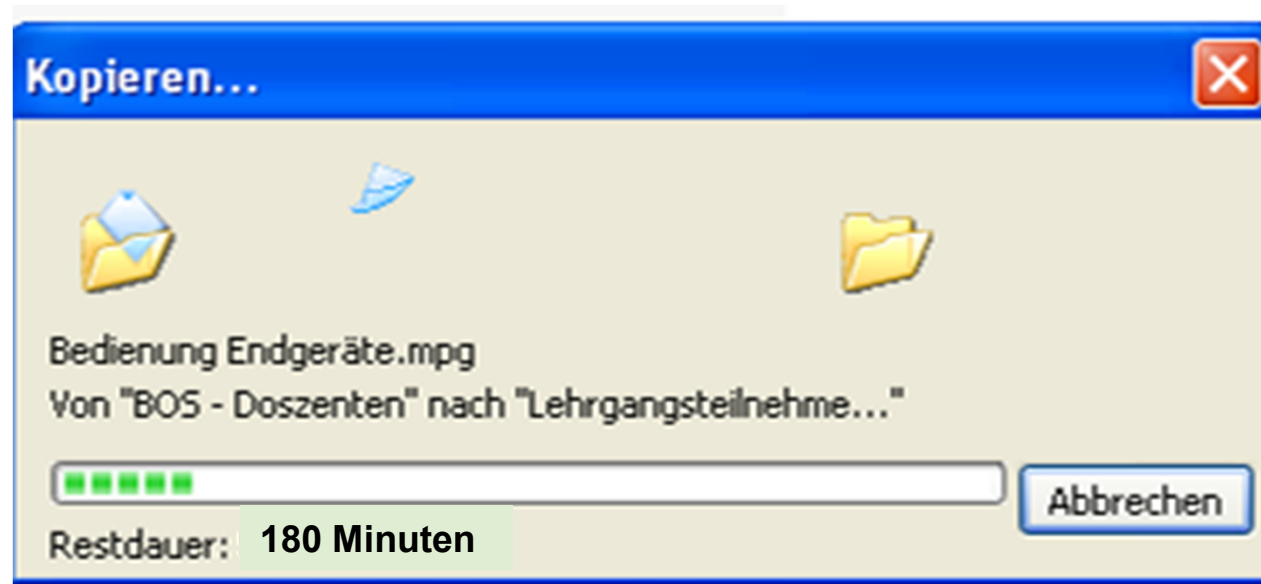 Kopieren...
Bedienung Endgeräte.mpg
Von "BOS - Doszenten" nach "Lehrgangsteilnehme..."
Abbrechen
Restdauer: 180 Minuten